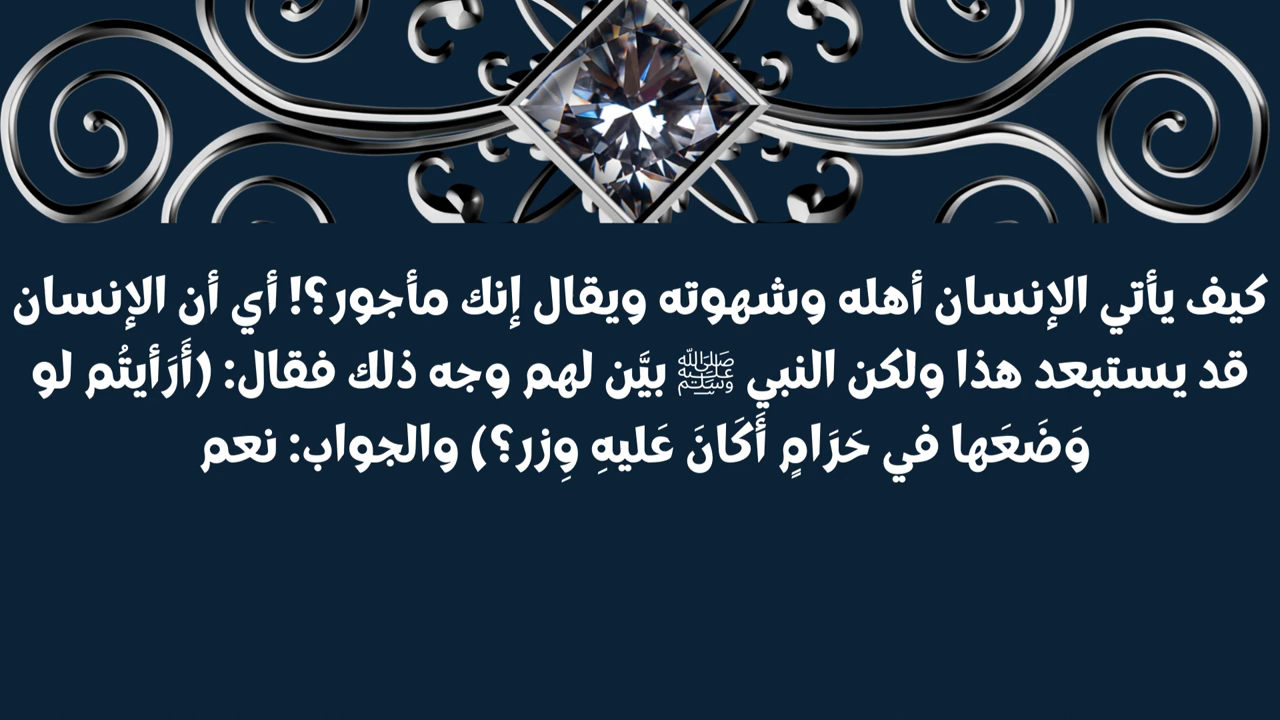 كيف يأتي الإنسان أهله وشهوته ويقال إنك مأجور؟! أي أن الإنسان
قد يستبعد هذا ولكن النبي ﷺ بيَّن لهم وجه ذلك فقال: (أَرَأيتُم لو
وَضَعَها في حَرَامٍ أَكَانَ عَليهِ وِزر؟) والجواب: نعم